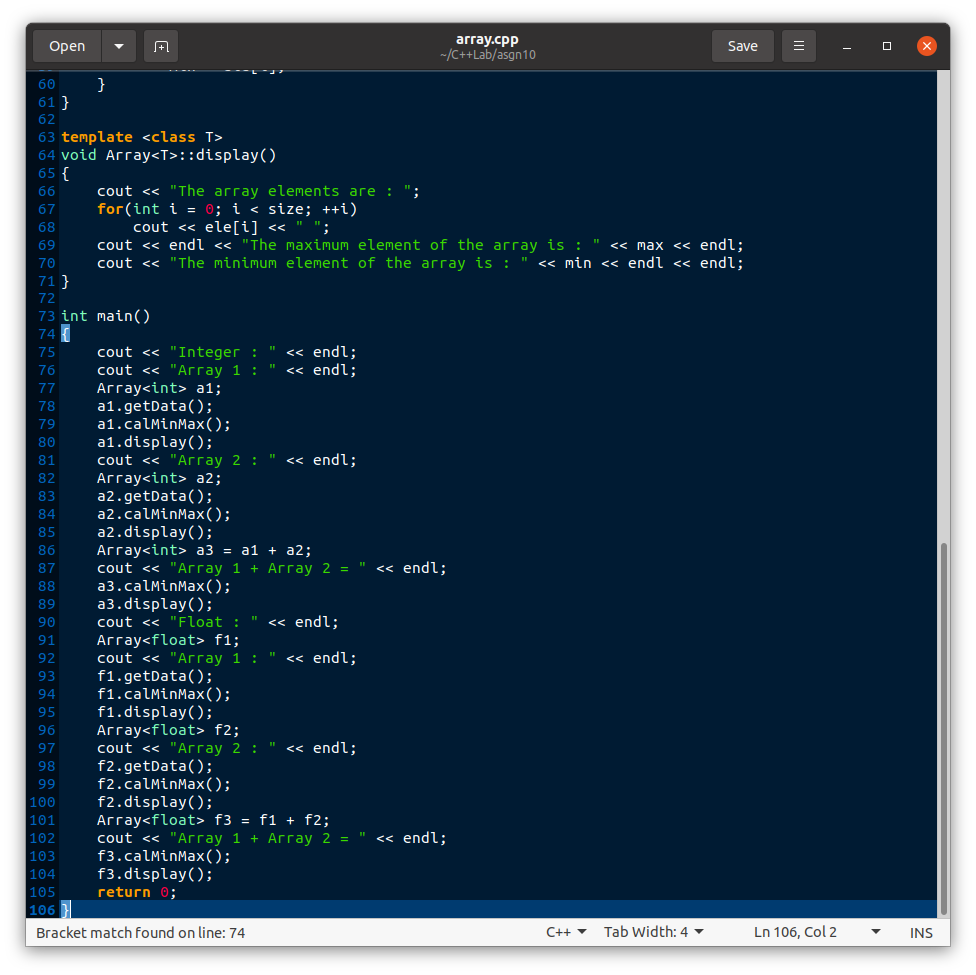 Open
array.cpp
~/C++Lab/asgn10
Save
60         }
61 }
62
63 template <class T>
64 void Array<T>::display()
65 {
66     cout << "The array elements are : ";
67     for(int i = 0; i < size; ++i)
68         cout << ele[i] << " ";
69     cout << endl << "The maximum element of the array is : " << max << endl;
70     cout << "The minimum element of the array is : " << min << endl << endl;
71 }
72
73 int main()
74 {
75     cout << "Integer : " << endl;
76     cout << "Array 1 : " << endl;
77     Array<int> a1;
78     a1.getData();
79     a1.calMinMax();
80     a1.display();
81     cout << "Array 2 : " << endl;
82     Array<int> a2;
83     a2.getData();
84     a2.calMinMax();
85     a2.display();
86     Array<int> a3 = a1 + a2;
87     cout << "Array 1 + Array 2 = " << endl;
88     a3.calMinMax();
89     a3.display();
90     cout << "Float : " << endl;
91     Array<float> f1;
92     cout << "Array 1 : " << endl;
93     f1.getData();
94     f1.calMinMax();
95     f1.display();
96     Array<float> f2;
97     cout << "Array 2 : " << endl;
98     f2.getData();
99     f2.calMinMax();
100     f2.display();
101     Array<float> f3 = f1 + f2;
102     cout << "Array 1 + Array 2 = " << endl;
103     f3.calMinMax();
104     f3.display();
105     return 0;
106 }
Bracket match found on line: 74 C++ Tab Width: 4 Ln 106, Col 2 INS